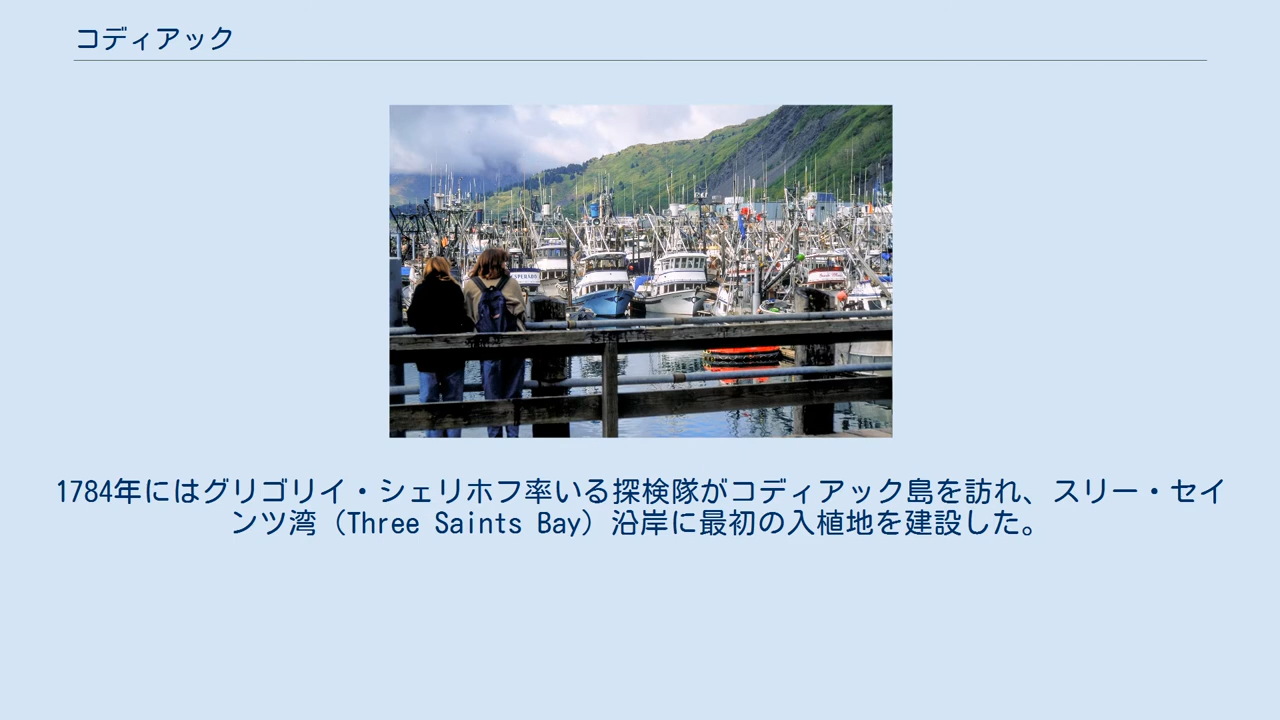 コディアック
1784年にはグリゴリイ・シェリホフ率いる探検隊がコディアック島を訪れ、スリー・セイ
ンツ湾（Three Saints Bay）沿岸に最初の入植地を建設した。